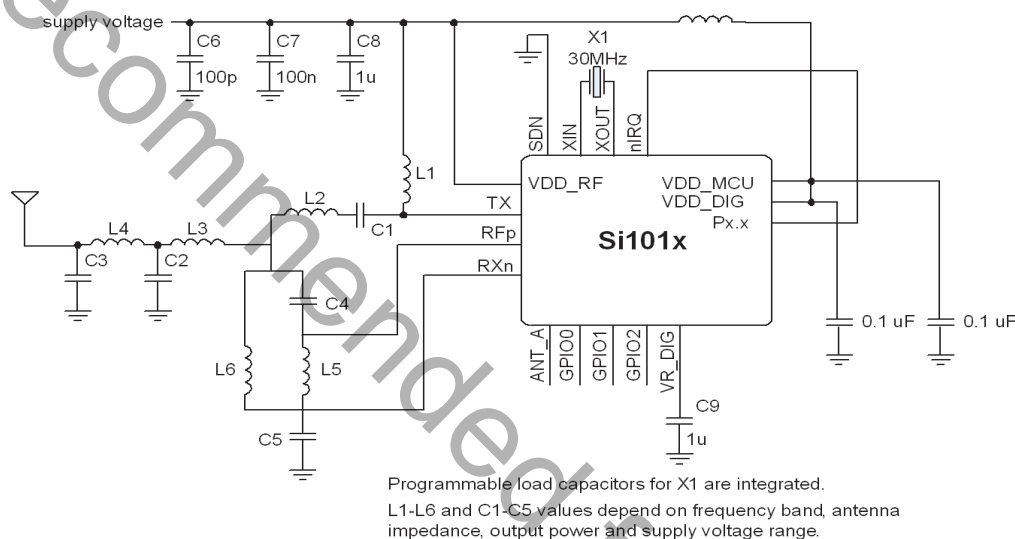 supply voltage
C6
100p
C7
100n
C8
1u
X1
30MHz
SDN
XIN
XOUT
nIRQ
L1
VDD_RF
VDD_MCU
VDD_DIG
Px.x
TX
RFp
RXn
Si101x
L2
C1
L4
L3
C3
C2
C4
L6
L5
C5
ANT_A
GPIO0
GPIO1
GPIO2
VR_DIG
C9
1u
0.1 uF
0.1 uF
Programmable load capacitors for X1 are integrated.
L1-L6 and C1-C5 values depend on frequency band, antenna
impedance, output power and supply voltage range.
ecommended f